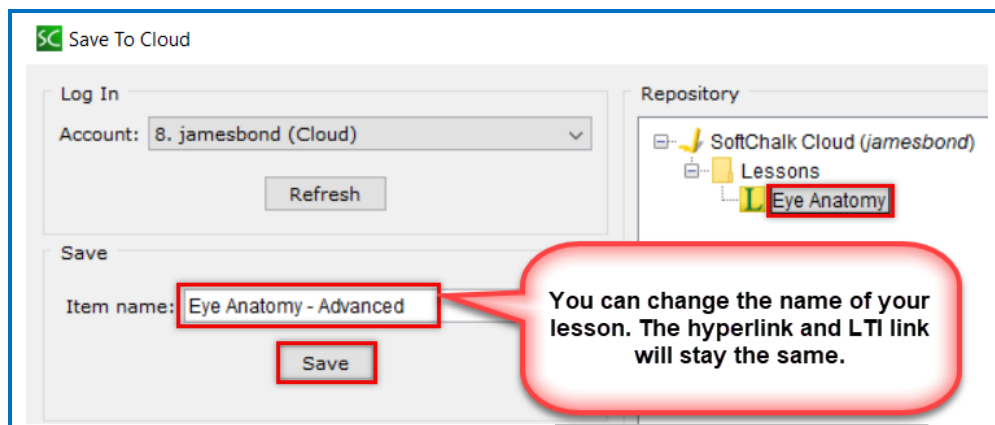 SC Save To Cloud
Log In
Account: 8. jamesbond (Cloud)
Refresh
Save
Item name: Eye Anatomy - Advanced
Save
Repository
SoftChalk Cloud (jamesbond)
Lessons
L Eye Anatomy
You can change the name of your
lesson. The hyperlink and LTI link
will stay the same.